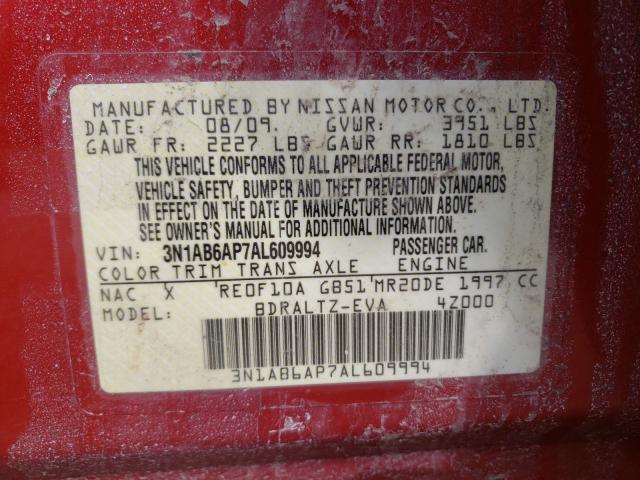 MANUFACTURED BY NISSAN MOTOR CO., LTD.
DATE: 08/09. GVWR: 3951 LBS
GAWR FR: 2227 LBS GAWR RR: 1810 LBS
THIS VEHICLE CONFORMS TO ALL APPLICABLE FEDERAL MOTOR,
VEHICLE SAFETY, BUMPER AND THEFT PREVENTION STANDARDS
IN EFFECT ON THE DATE OF MANUFACTURE SHOWN ABOVE.
SEE OWNER'S MANUAL FOR ADDITIONAL INFORMATION.
VIN: 3N1AB6AP7AL609994 PASSENGER CAR.
COLOR TRIM TRANS AXLE ENGINE
NAC X RE0F10A GB51 MR20DE 1997 CC
MODEL: BDRALTZ-EVA 4Z000
3N1AB6AP7AL609994